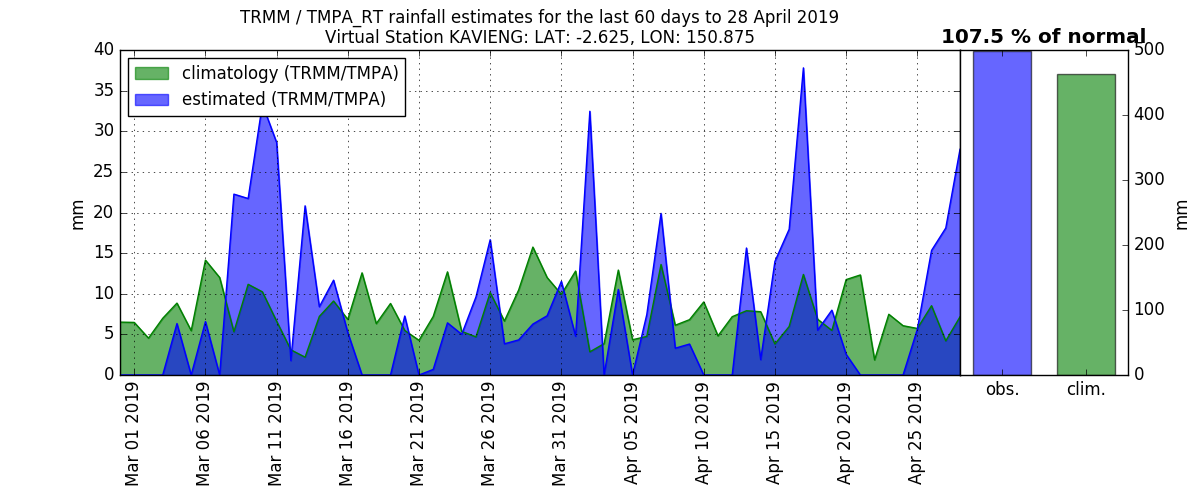 TRMM / TMPA_RT rainfall estimates for the last 60 days to 28 April 2019
Virtual Station KAVIENG: LAT: -2.625, LON: 150.875
107.5 % of normal
climatology (TRMM/TMPA)
estimated (TRMM/TMPA)
mm
40
35
30
25
20
15
10
5
0
Mar 01 2019
Mar 06 2019
Mar 11 2019
Mar 16 2019
Mar 21 2019
Mar 26 2019
Mar 31 2019
Apr 05 2019
Apr 10 2019
Apr 15 2019
Apr 20 2019
Apr 25 2019
obs.
clim.
500
400
300
200
100
0
mm